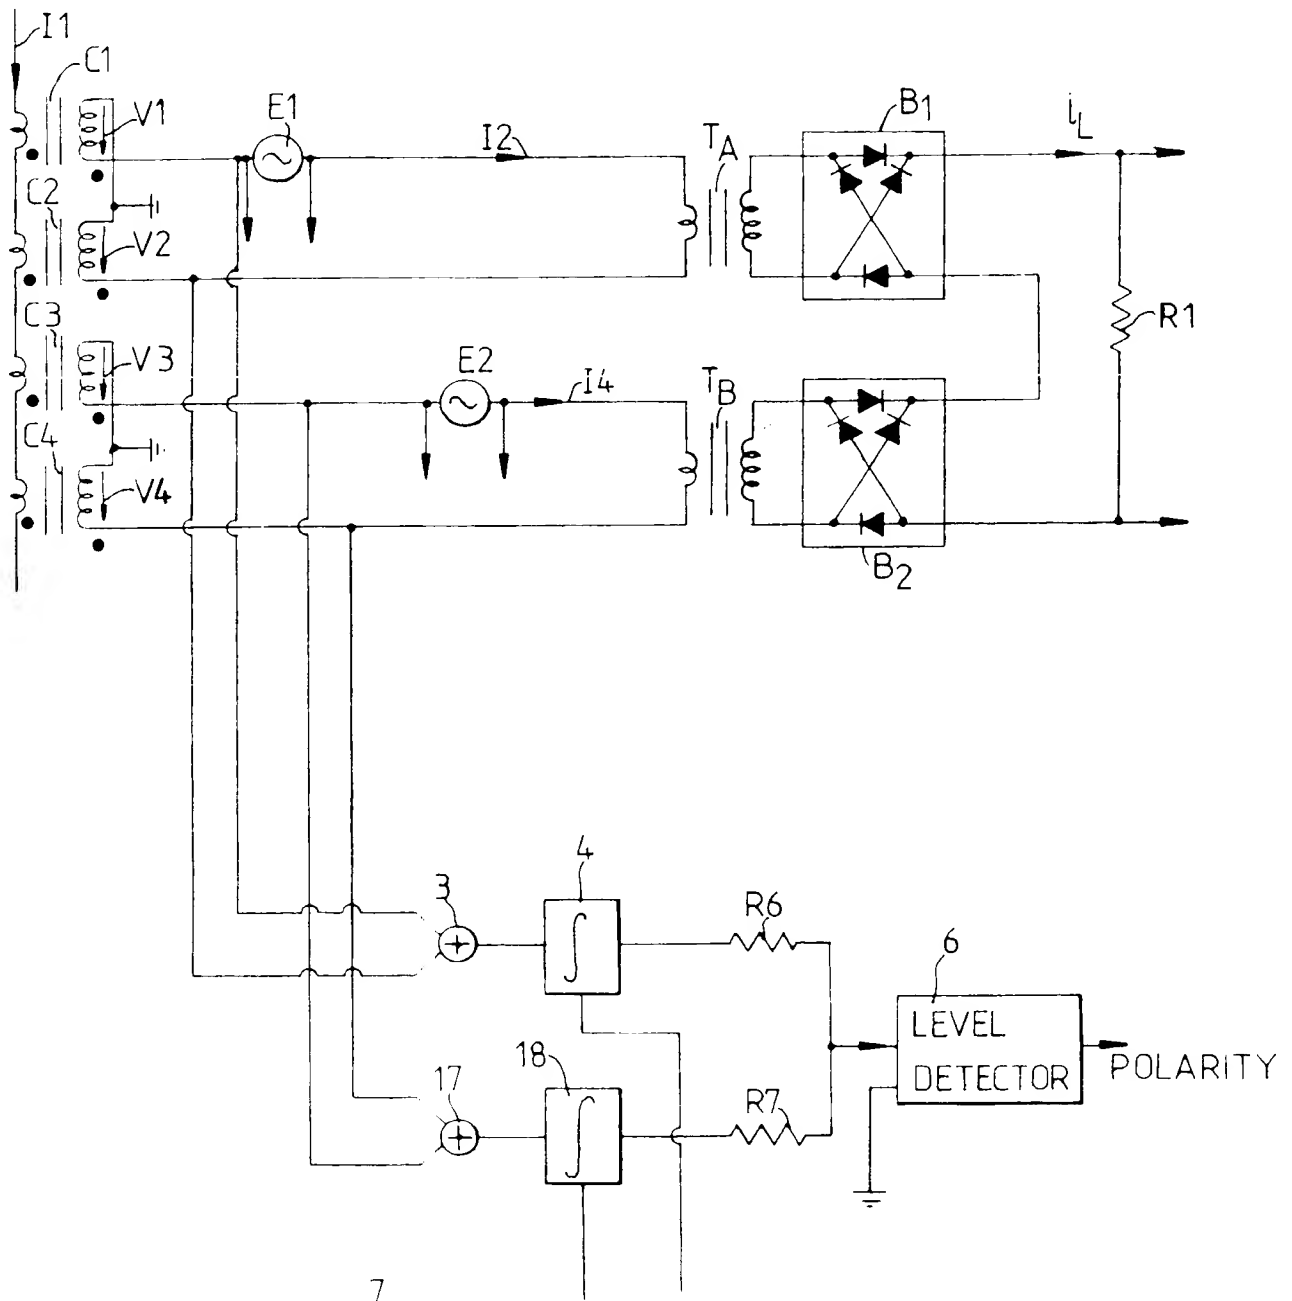 I1
C1
V1
E1
I2
TA
B1
iL
C2
V2
C3
V3
E2
I4
TB
R1
C4
V4
B2
4
3
R6
6
LEVEL
DETECTOR
POLARITY
18
17
R7
7